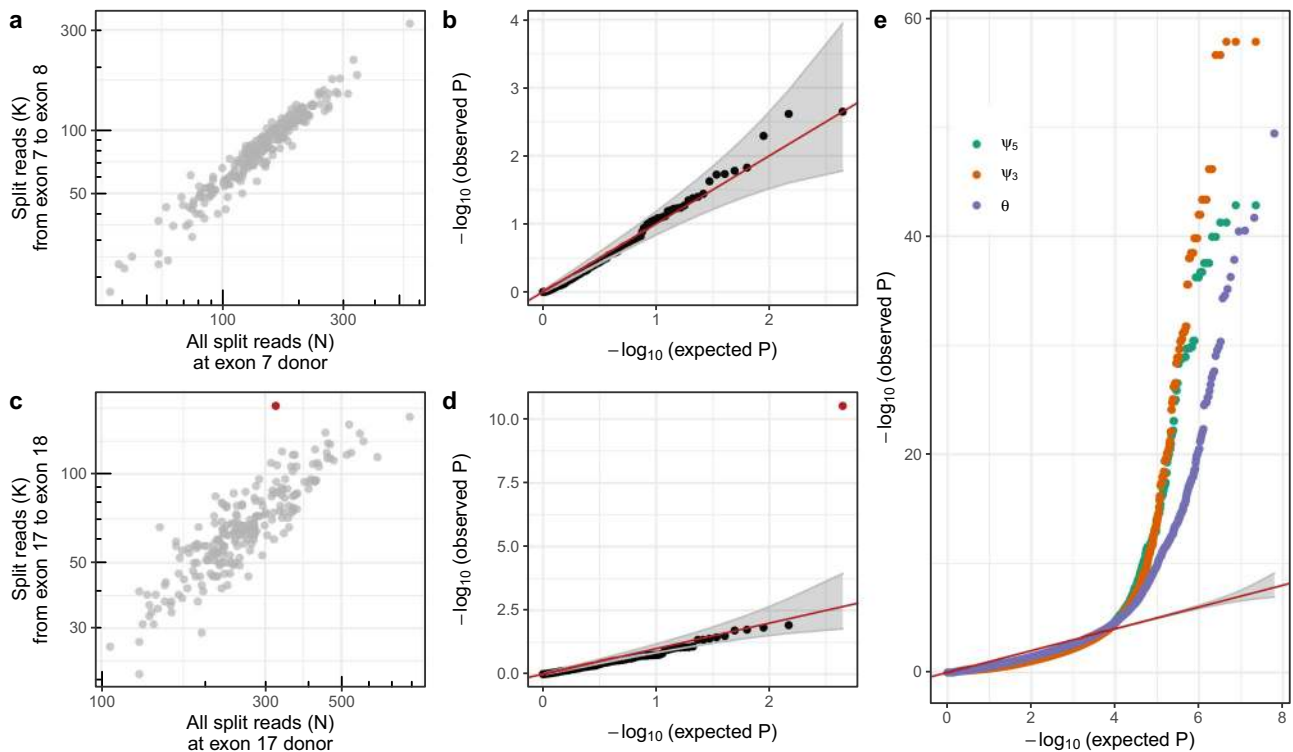 a
Split reads (K)
from exon 7 to exon 8
300
100
50
100
300
All split reads (N)
at exon 7 donor
b
−log10 (observed P)
4
3
2
1
0
0
1
2
−log10 (expected P)
c
Split reads (K)
from exon 17 to exon 18
100
50
30
100
300
500
All split reads (N)
at exon 17 donor
d
−log10 (observed P)
10.0
7.5
5.0
2.5
0.0
0
1
2
−log10 (expected P)
e
−log10 (observed P)
60
40
20
0
ψ5
ψ3
θ
0
2
4
6
8
−log10 (expected P)